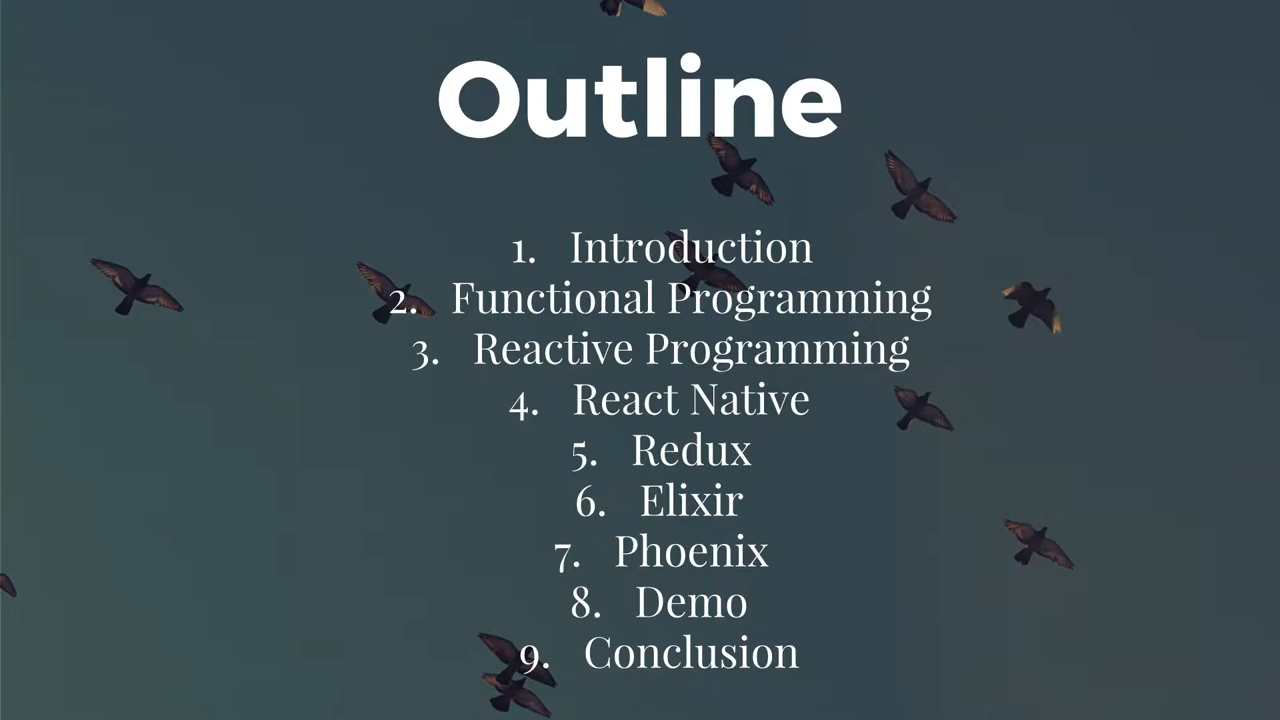 Outline
1. Introduction
2. Functional Programming
3. Reactive Programming
4. React Native
5. Redux
6. Elixir
7. Phoenix
8. Demo
9. Conclusion